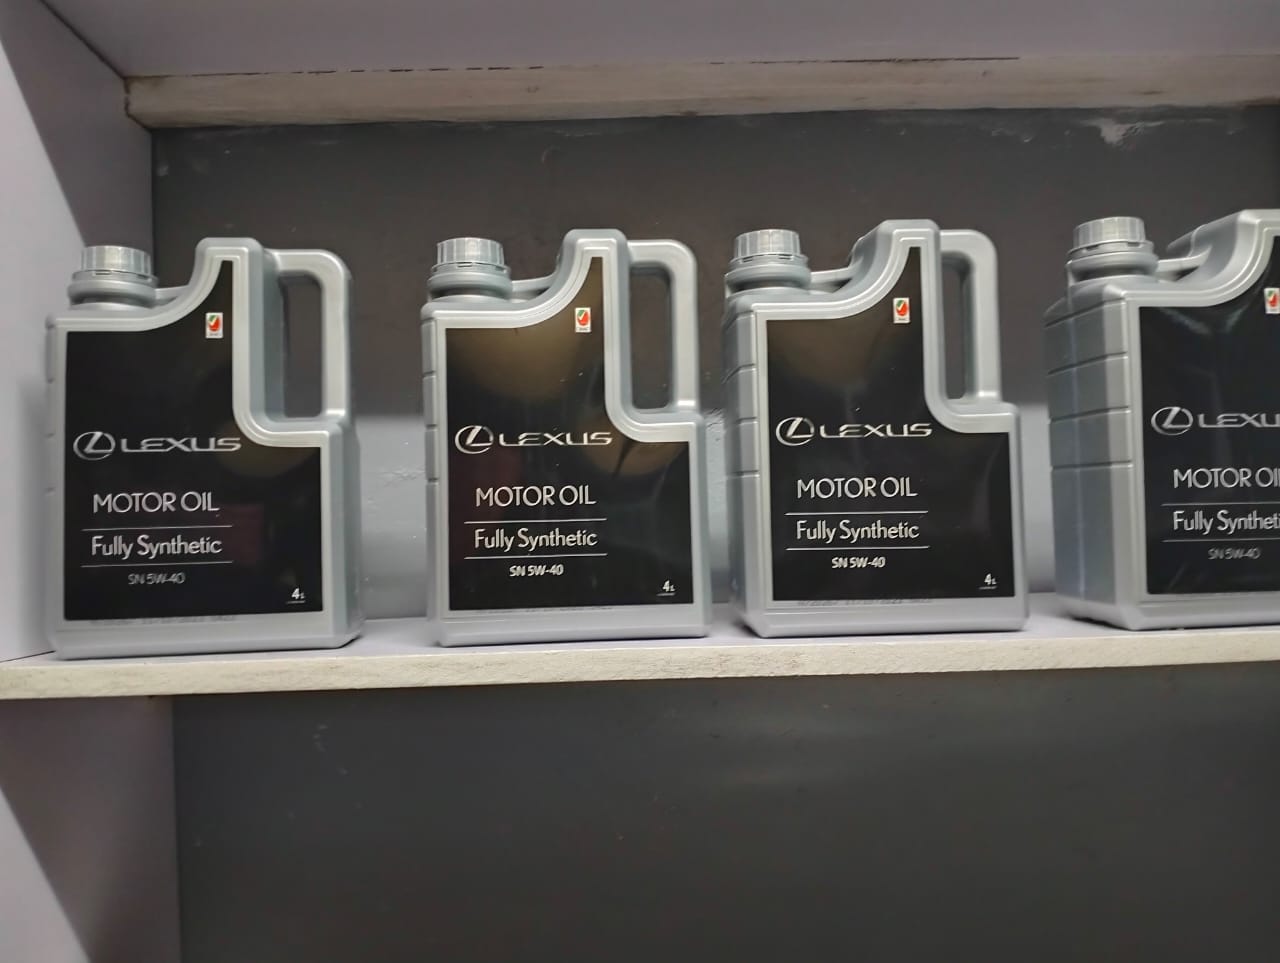 LEXUS
MOTOR OIL
Fully Synthetic
SN 5W-40
4L
LEXUS
MOTOR OIL
Fully Synthetic
SN 5W-40
4L
LEXUS
MOTOR OIL
Fully Synthetic
SN 5W-40
4L
LEXU
MOTOR OI
Fully Syntheti
SN 5W-40